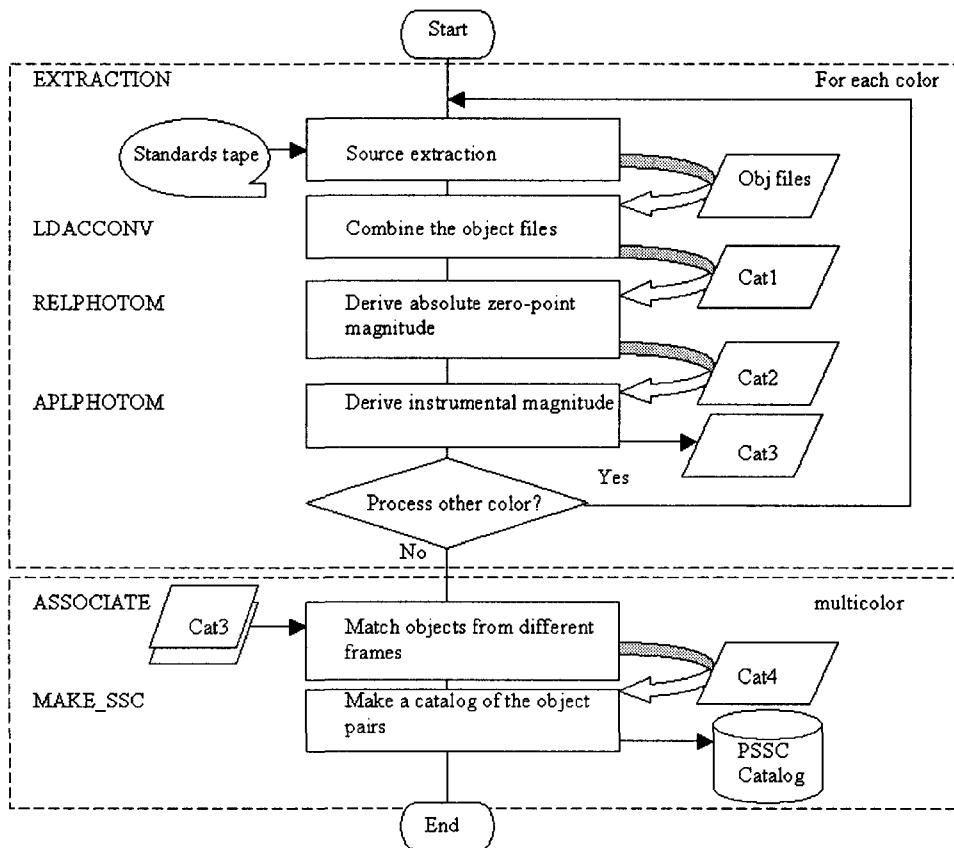 Start
EXTRACTION
For each color
Standards tape
Source extraction
Obj files
LDACCONV
Combine the object files
Cat1
RELPHOTOM
Derive absolute zero-point
magnitude
Cat2
APLPHOTOM
Derive instrumental magnitude
Cat3
Yes
Process other color?
No
ASSOCIATE
multicolor
Cat3
Match objects from different
frames
Cat4
MAKE_SSC
Make a catalog of the object
pairs
PSSC
Catalog
End